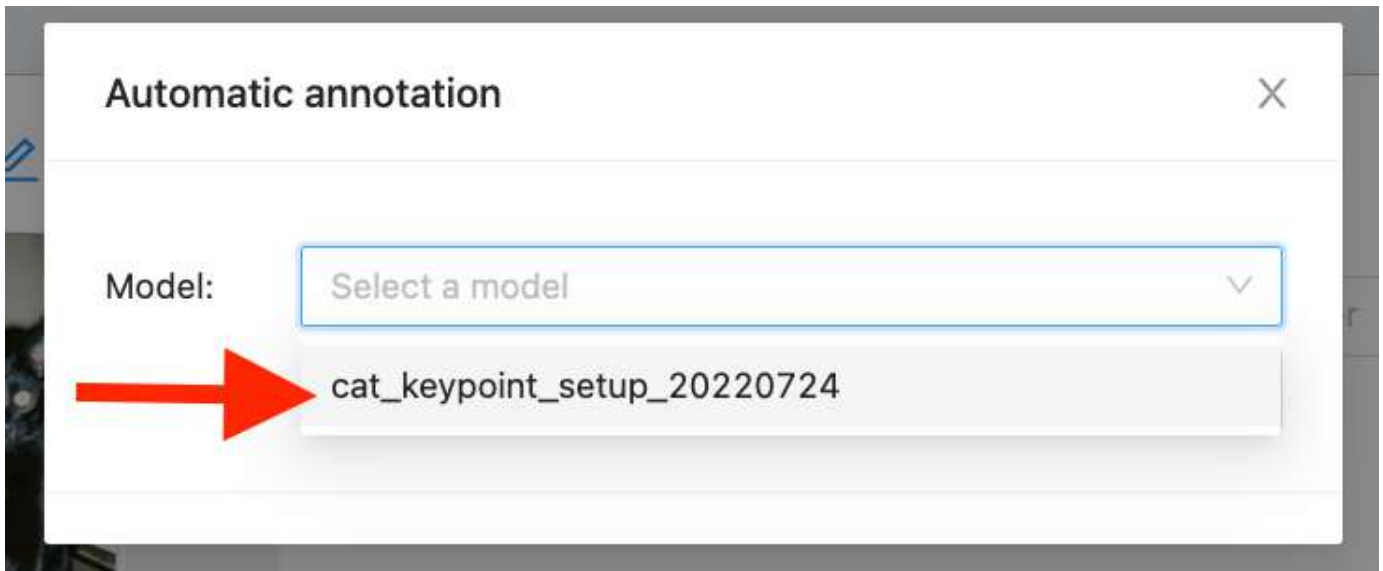 Automatic annotation
Model:
Select a model
cat_keypoint_setup_20220724
r